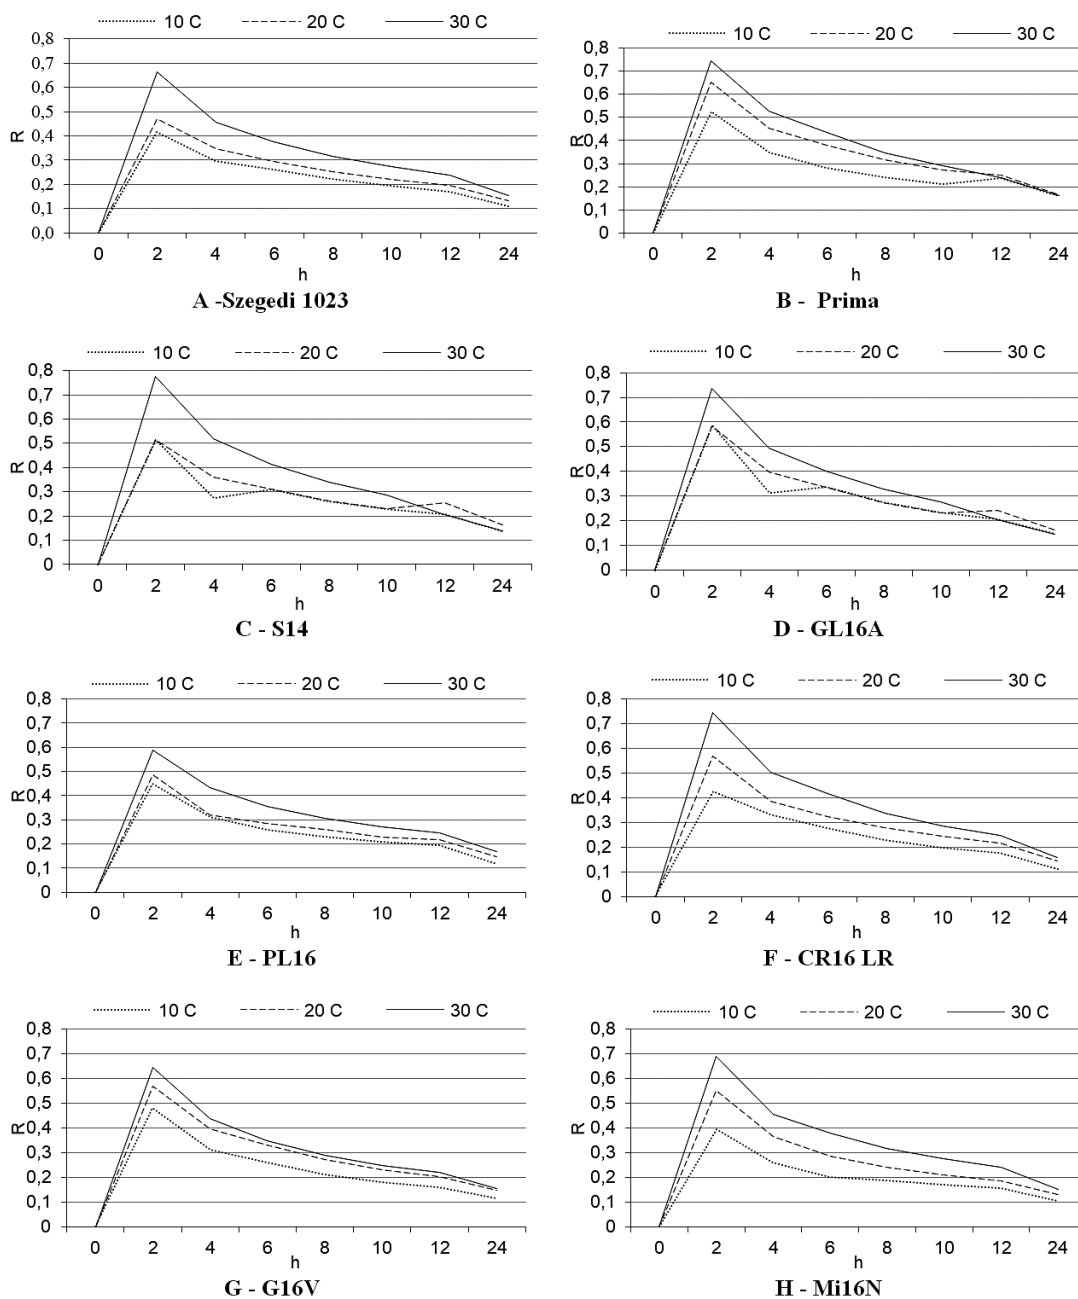 10 C 20 C 30 C
0,8
0,7
0,6
0,5
0,4
0,3
0,2
0,1
0,0
R
0 2 4 6 8 10 12 24
h
A -Szegedi 1023
10 C 20 C 30 C
0,8
0,7
0,6
0,5
0,4
0,3
0,2
0,1
0
R
0 2 4 6 8 10 12 24
h
B - Prima
10 C 20 C 30 C
0,8
0,7
0,6
0,5
0,4
0,3
0,2
0,1
0
R
0 2 4 6 8 10 12 24
h
C - S14
10 C 20 C 30 C
0,8
0,7
0,6
0,5
0,4
0,3
0,2
0,1
0
R
0 2 4 6 8 10 12 24
h
D - GL16A
10 C 20 C 30 C
0,8
0,7
0,6
0,5
0,4
0,3
0,2
0,1
0
R
0 2 4 6 8 10 12 24
h
E - PL16
10 C 20 C 30 C
0,8
0,7
0,6
0,5
0,4
0,3
0,2
0,1
0
R
0 2 4 6 8 10 12 24
h
F - CR16 LR
10 C 20 C 30 C
0,8
0,7
0,6
0,5
0,4
0,3
0,2
0,1
0
R
0 2 4 6 8 10 12 24
h
G - G16V
10 C 20 C 30 C
0,8
0,7
0,6
0,5
0,4
0,3
0,2
0,1
0
R
0 2 4 6 8 10 12 24
h
H - Mi16N